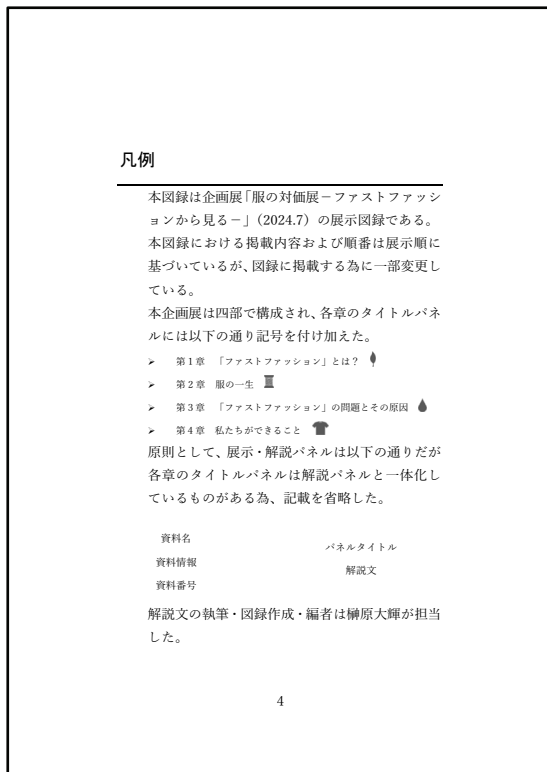 凡例
本図録は企画展「服の対価展－ファストファッシ
ョンから見る－」（2024.7）の展示図録である。
本図録における掲載内容および順番は展示順に
基づいているが、図録に掲載する為に一部変更し
ている。
本企画展は四部で構成され、各章のタイトルパネ
ルには以下の通り記号を付け加えた。
➢ 第1章 「ファストファッション」とは？
➢ 第2章 服の一生
➢ 第3章 「ファストファッション」の問題とその原因
➢ 第4章 私たちができること
原則として、展示・解説パネルは以下の通りだが
各章のタイトルパネルは解説パネルと一体化し
ているものがある為、記載を省略した。
資料名
資料情報
資料番号
パネルタイトル
解説文
解説文の執筆・図録作成・編者は榊原大輝が担当
した。
4